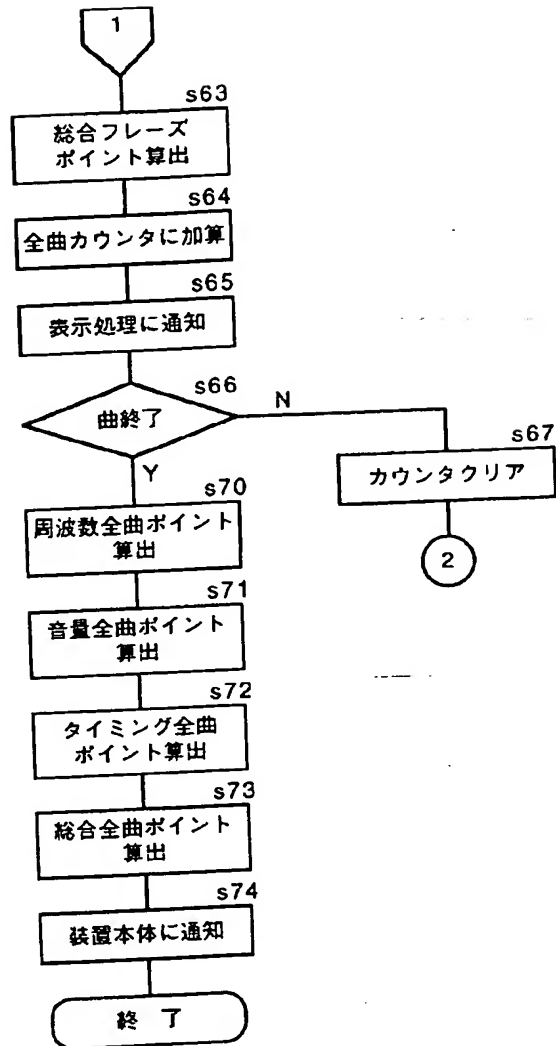 1
s63
総合フレーズ
ポイント算出
s64
全曲カウンタに加算
s65
表示処理に通知
s66
曲終了
N
s67
カウンタクリア
2
Y
s70
周波数全曲ポイント
算出
s71
音量全曲ポイント
算出
s72
タイミング全曲
ポイント算出
s73
総合全曲ポイント
算出
s74
装置本体に通知
終 了